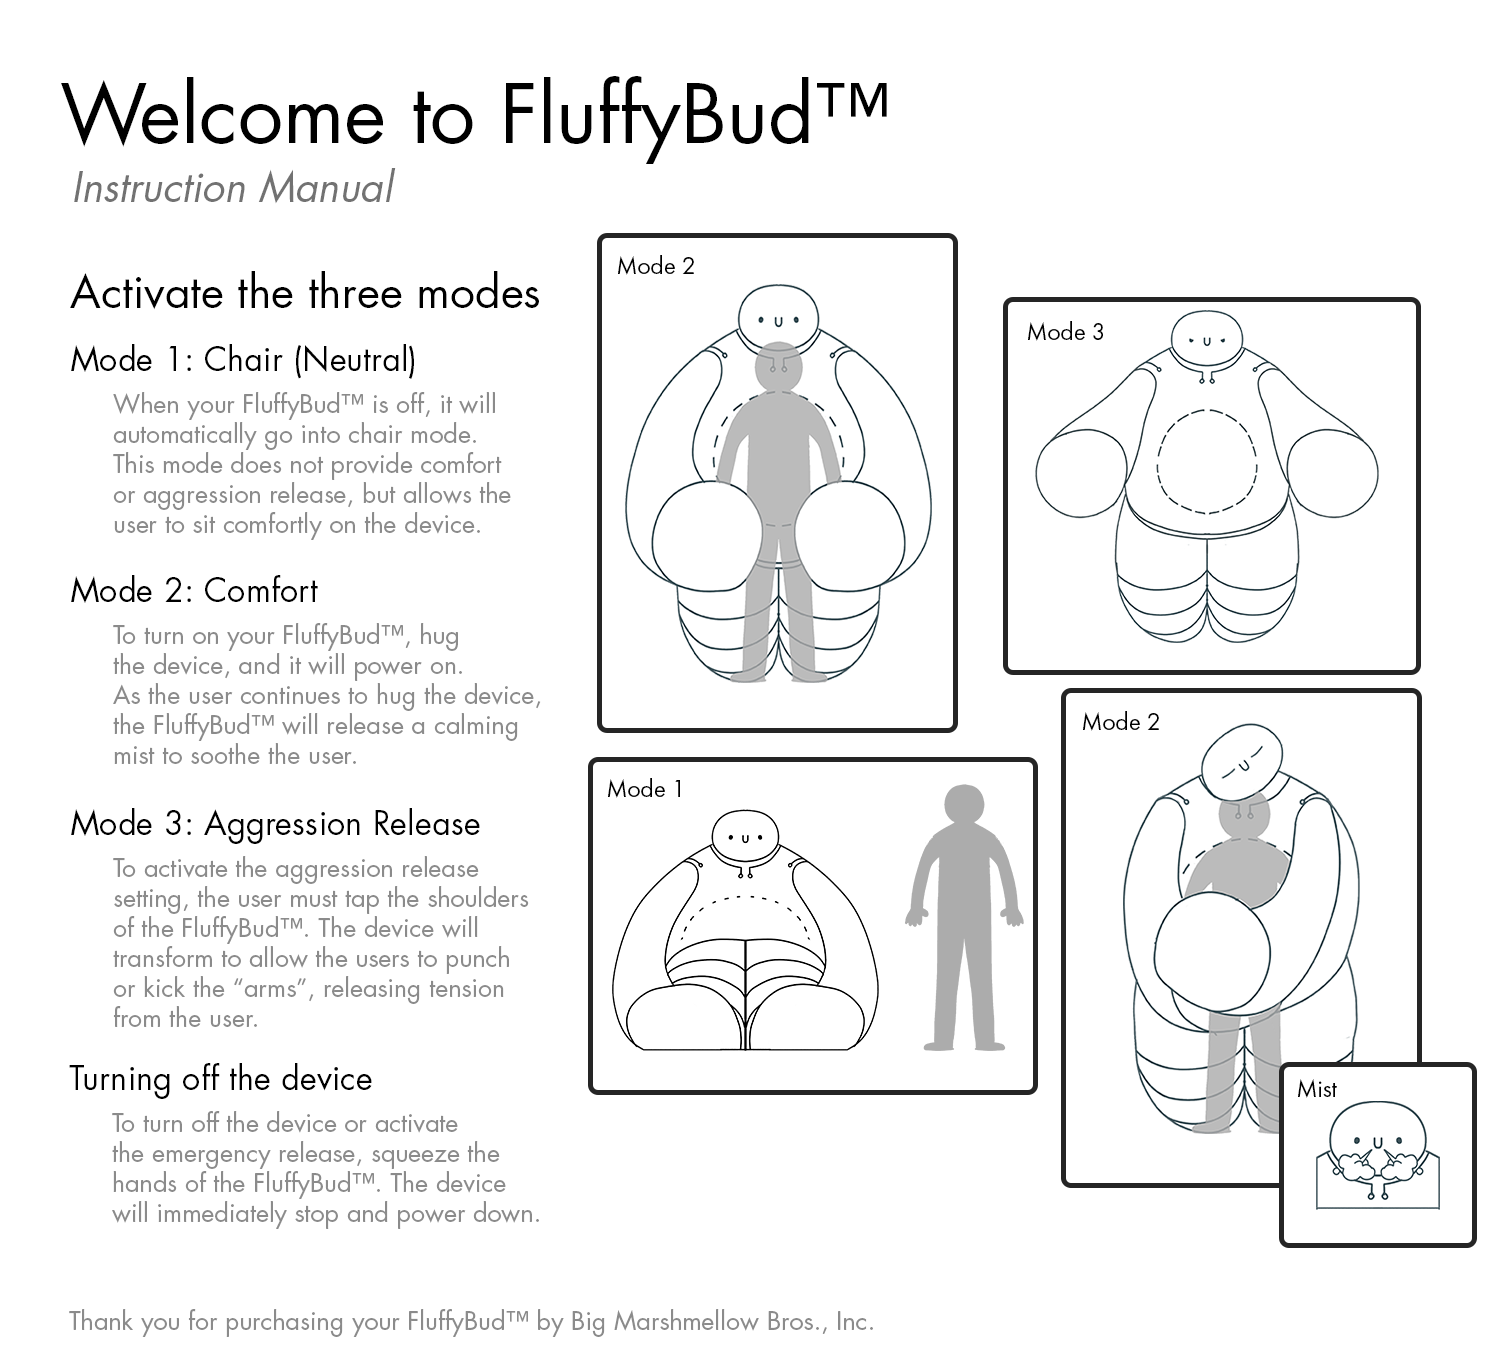 Welcome to FluffyBud™
Instruction Manual
Activate the three modes
Mode 1: Chair (Neutral)
When your FluffyBud™ is off, it will
automatically go into chair mode.
This mode does not provide comfort
or aggression release, but allows the
user to sit comfortly on the device.
Mode 2: Comfort
To turn on your FluffyBud™, hug
the device, and it will power on.
As the user continues to hug the device,
the FluffyBud™ will release a calming
mist to soothe the user.
Mode 3: Aggression Release
To activate the aggression release
setting, the user must tap the shoulders
of the FluffyBud™. The device will
transform to allow the users to punch
or kick the “arms”, releasing tension
from the user.
Turning off the device
To turn off the device or activate
the emergency release, squeeze the
hands of the FluffyBud™. The device
will immediately stop and power down.
Mode 2
Mode 3
Mode 1
Mode 2
Mist
Thank you for purchasing your FluffyBud™ by Big Marshmellow Bros., Inc.